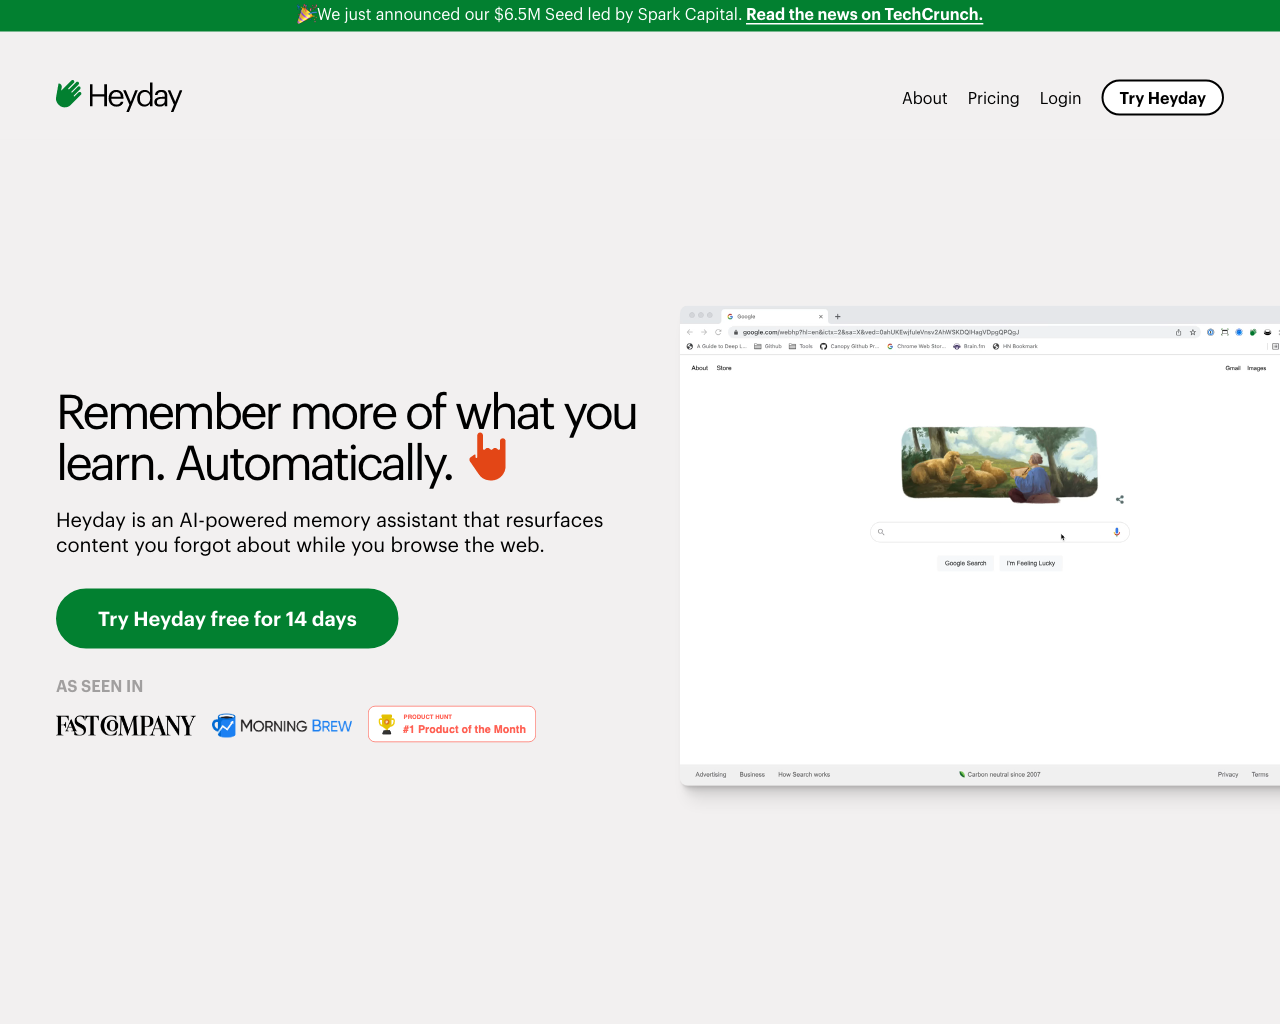 🎉We just announced our $6.5M Seed led by Spark Capital. Read the news on TechCrunch.
Heyday
About Pricing Login Try Heyday
Google
google.com/webhp?hl=en&ictx=2&sa=X&ved=0ahUKEwjfuIeVnsv2AhWSKDQIHagVDpgQPQgJ
A Guide to Deep L... Github Tools Canopy Github Pr... Chrome Web Stor... Brain.fm HN Bookmark
About Store Gmail Images
Remember more of what you
learn. Automatically.
Heyday is an AI-powered memory assistant that resurfaces
content you forgot about while you browse the web.
Try Heyday free for 14 days
AS SEEN IN
FAST COMPANY MORNING BREW PRODUCT HUNT
#1 Product of the Month
Google Search I'm Feeling Lucky
Advertising Business How Search works Carbon neutral since 2007 Privacy Terms